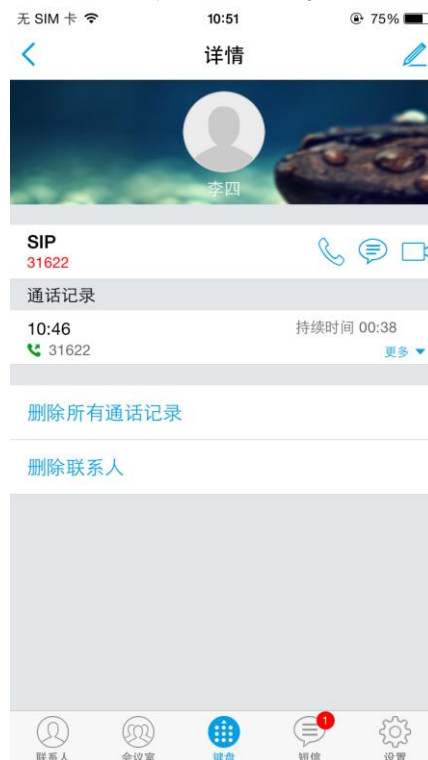 无 SIM 卡 10:51 75%
详情
李四
SIP
31622
通话记录
10:46 持续时间 00:38
31622 更多
删除所有通话记录
删除联系人
1
联系人 会议室 键盘 短信 设置